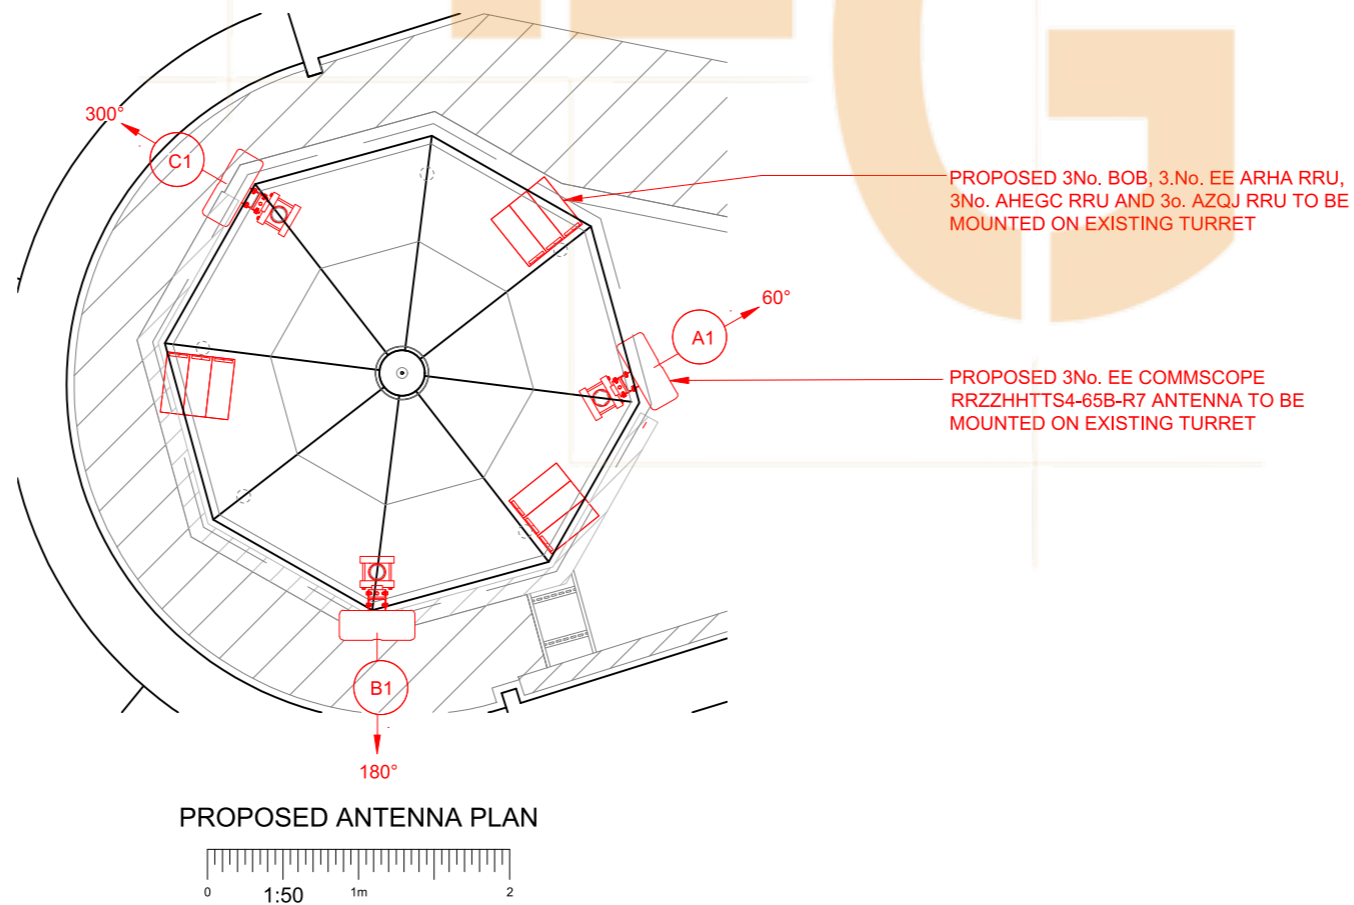 300°
C1
PROPOSED 3No. BOB, 3.No. EE ARHA RRU,
3No. AHEGC RRU AND 3o. AZQJ RRU TO BE
MOUNTED ON EXISTING TURRET
60°
A1
PROPOSED 3No. EE COMMSCOPE
RRZZHHTTS4-65B-R7 ANTENNA TO BE
MOUNTED ON EXISTING TURRET
B1
180°
PROPOSED ANTENNA PLAN
0 1:50 1m 2